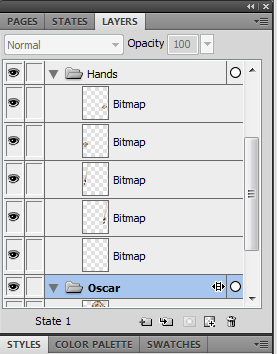 PAGES STATES LAYERS
Normal Opacity 100
Hands
Bitmap
Bitmap
Bitmap
Bitmap
Bitmap
Oscar
State 1
STYLES COLOR PALETTE SWATCHES